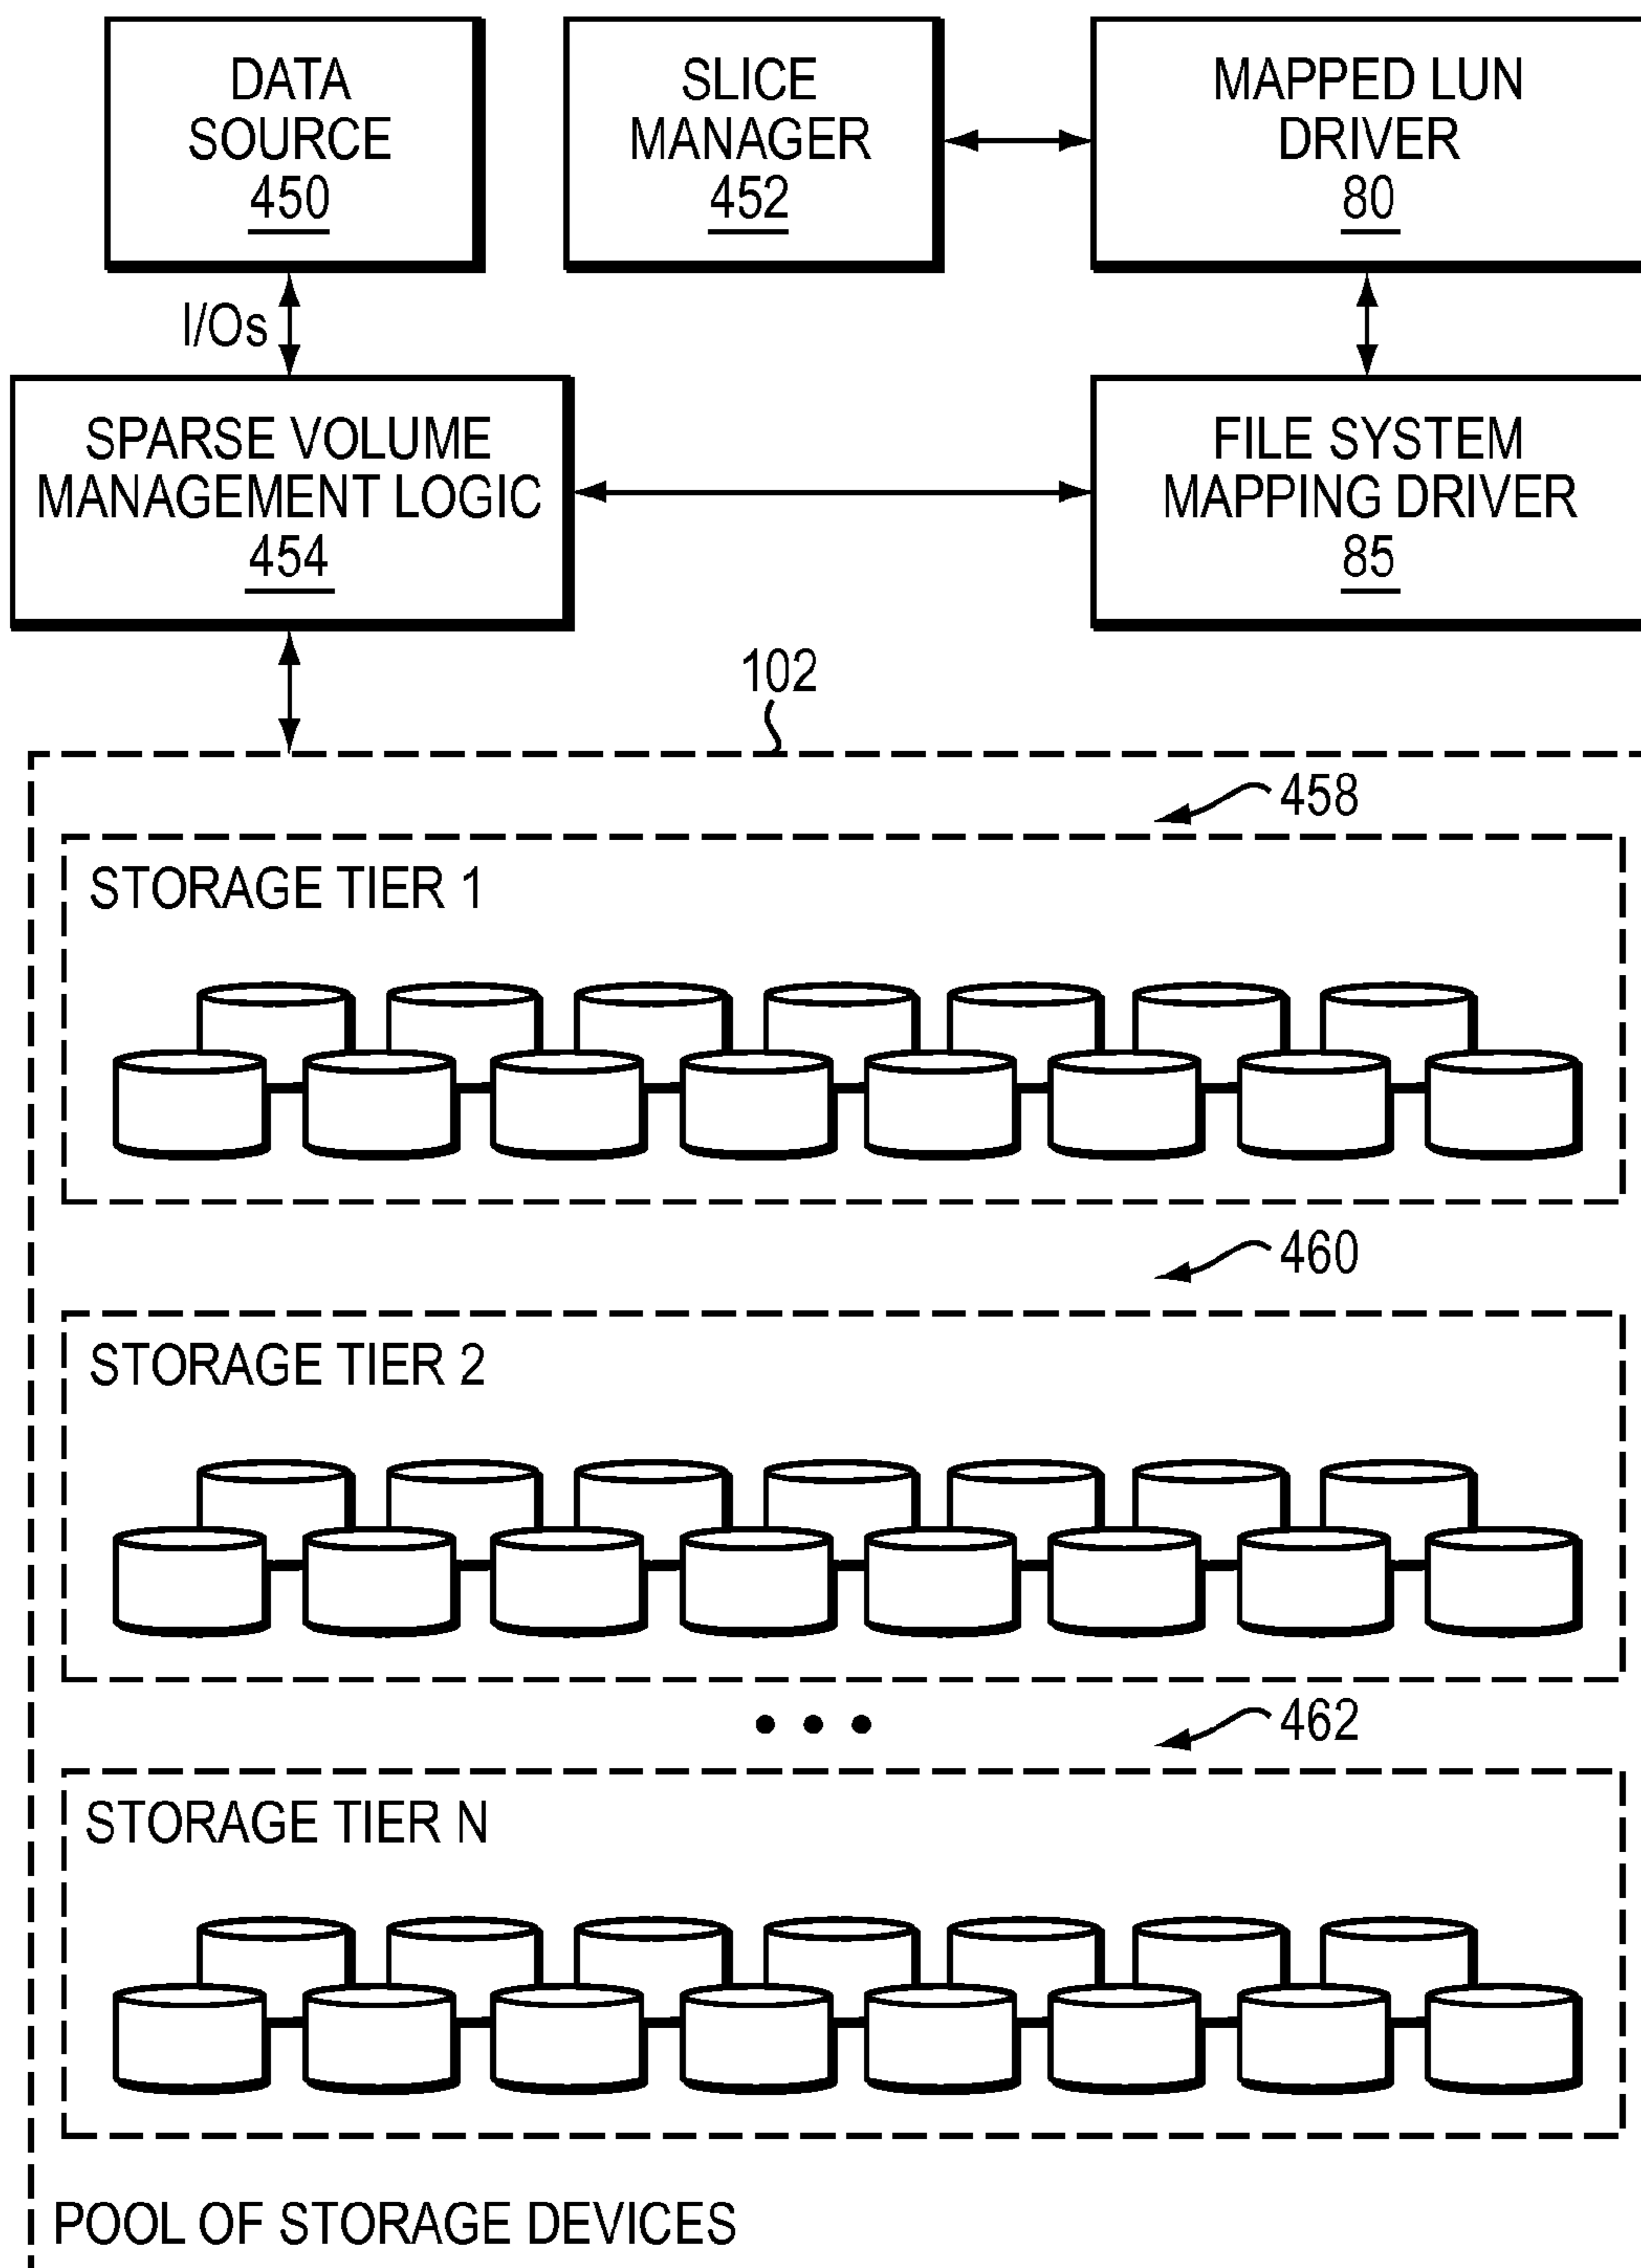 DATA
SOURCE
450
SLICE
MANAGER
452
MAPPED LUN
DRIVER
80
I/Os
SPARSE VOLUME
MANAGEMENT LOGIC
454
FILE SYSTEM
MAPPING DRIVER
85
102
458
STORAGE TIER 1
460
STORAGE TIER 2
462
STORAGE TIER N
POOL OF STORAGE DEVICES